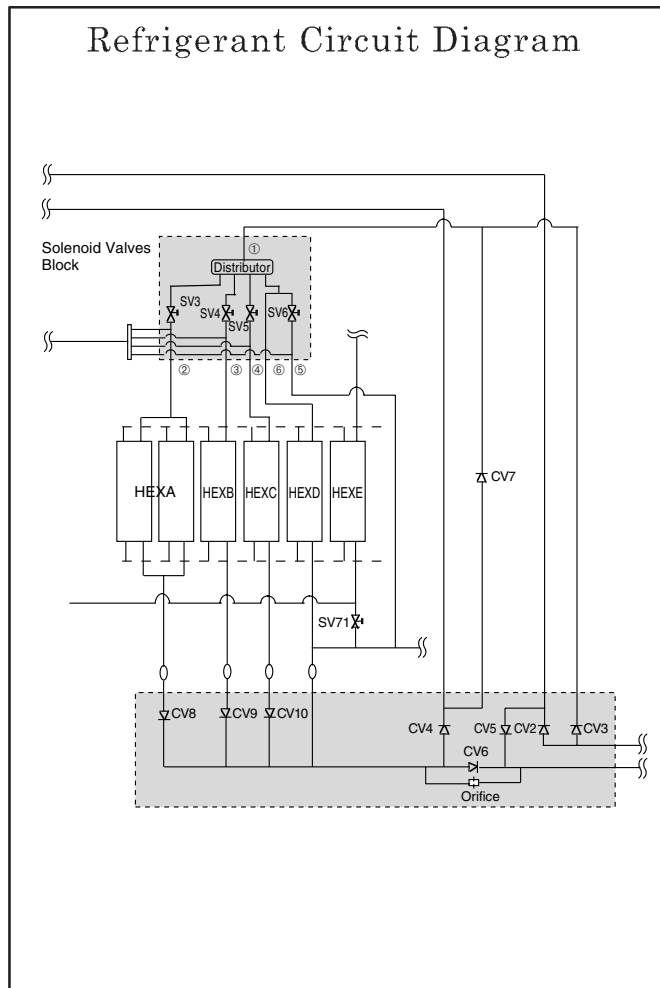 Refrigerant Circuit Diagram
Solenoid Valves
Block
①
Distributor
SV3
SV4
SV5
SV6
② ③ ④ ⑥ ⑤
HEXA HEXB HEXC HEXD HEXE
CV7
SV71
CV8 CV9 CV10 CV4 CV5 CV2 CV3
CV6
Orifice